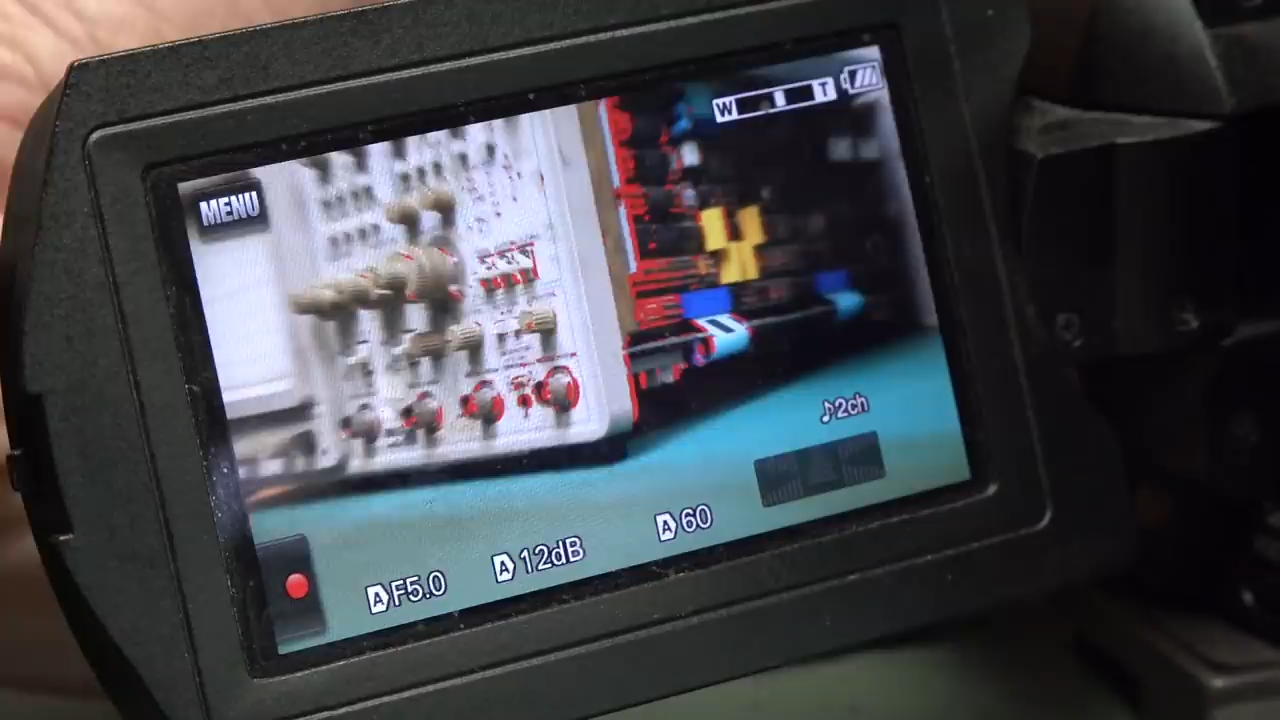 W T
MENU
♪2ch
A 60
A 12dB
A F5.0